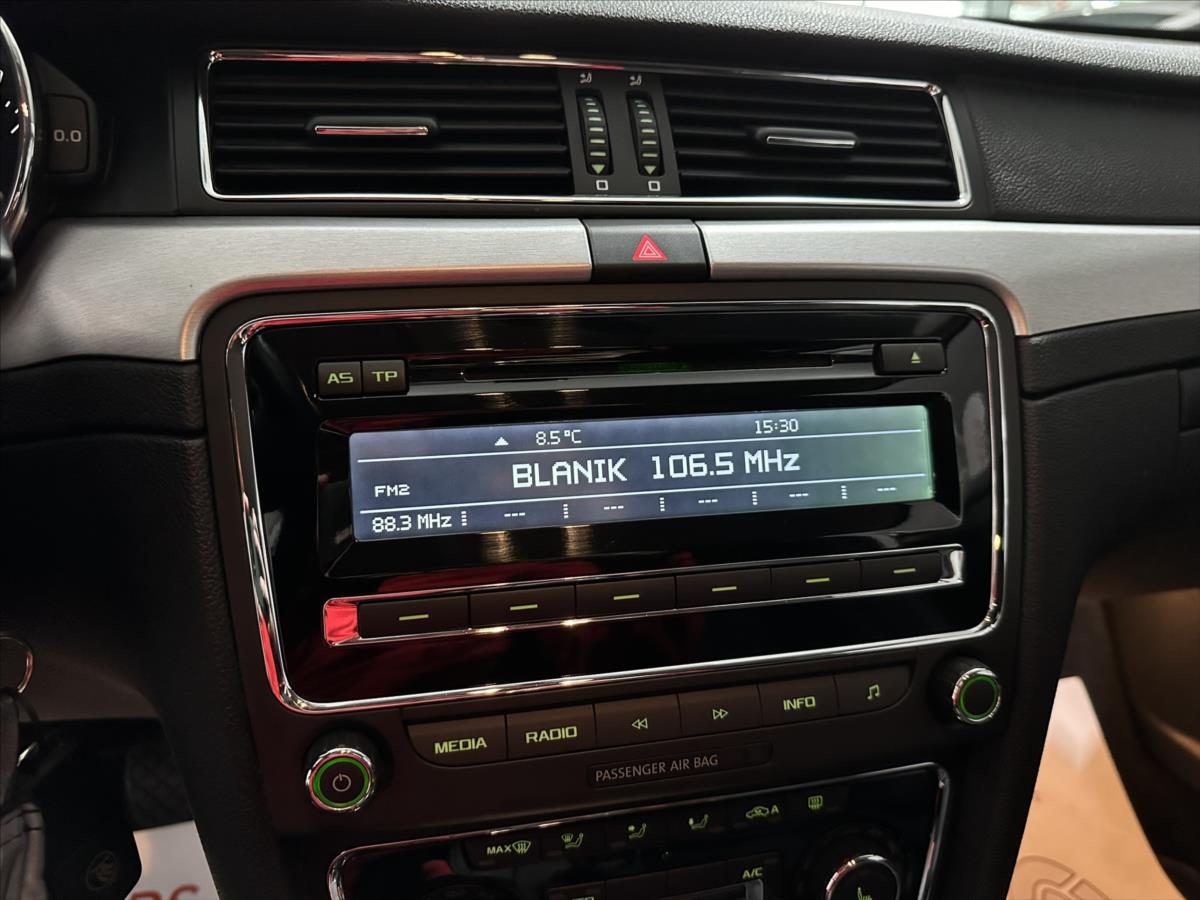 0.0
AS TP
8.5°C 15:30
BLANIK 106.5 MHz
FM2
88.3 MHz --- --- --- --- ---
MEDIA RADIO INFO
PASSENGER AIR BAG
MAX A
A/C